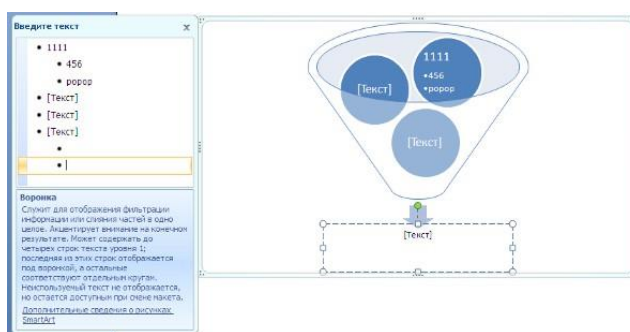 Введите текст
x
• 1111
• 456
• popop
• [Текст]
• [Текст]
• [Текст]
•
•
Воронка
Служит для отображения фильтрации
информации или слияния частей в одно
целое. Акцентирует внимание на конечном
результате. Может содержать до
четырех строк текста уровня 1;
последняя из этих строк отображается
под воронкой, а остальные
соответствуют отдельным кругам.
Неиспользуемый текст не отображается,
но остается доступным при смене макета.
Дополнительные сведения о рисунках
SmartArt
1111
•456
•popop
[Текст]
[Текст]
[Текст]